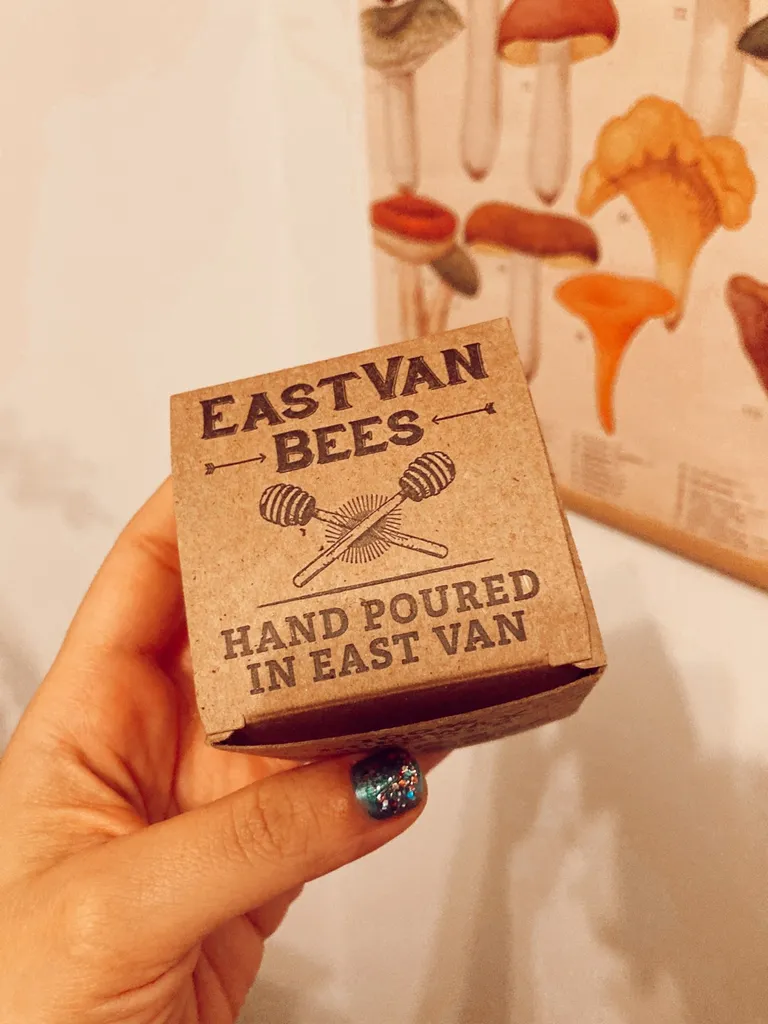 EAST VAN
BEES
HAND POURED
IN EAST VAN